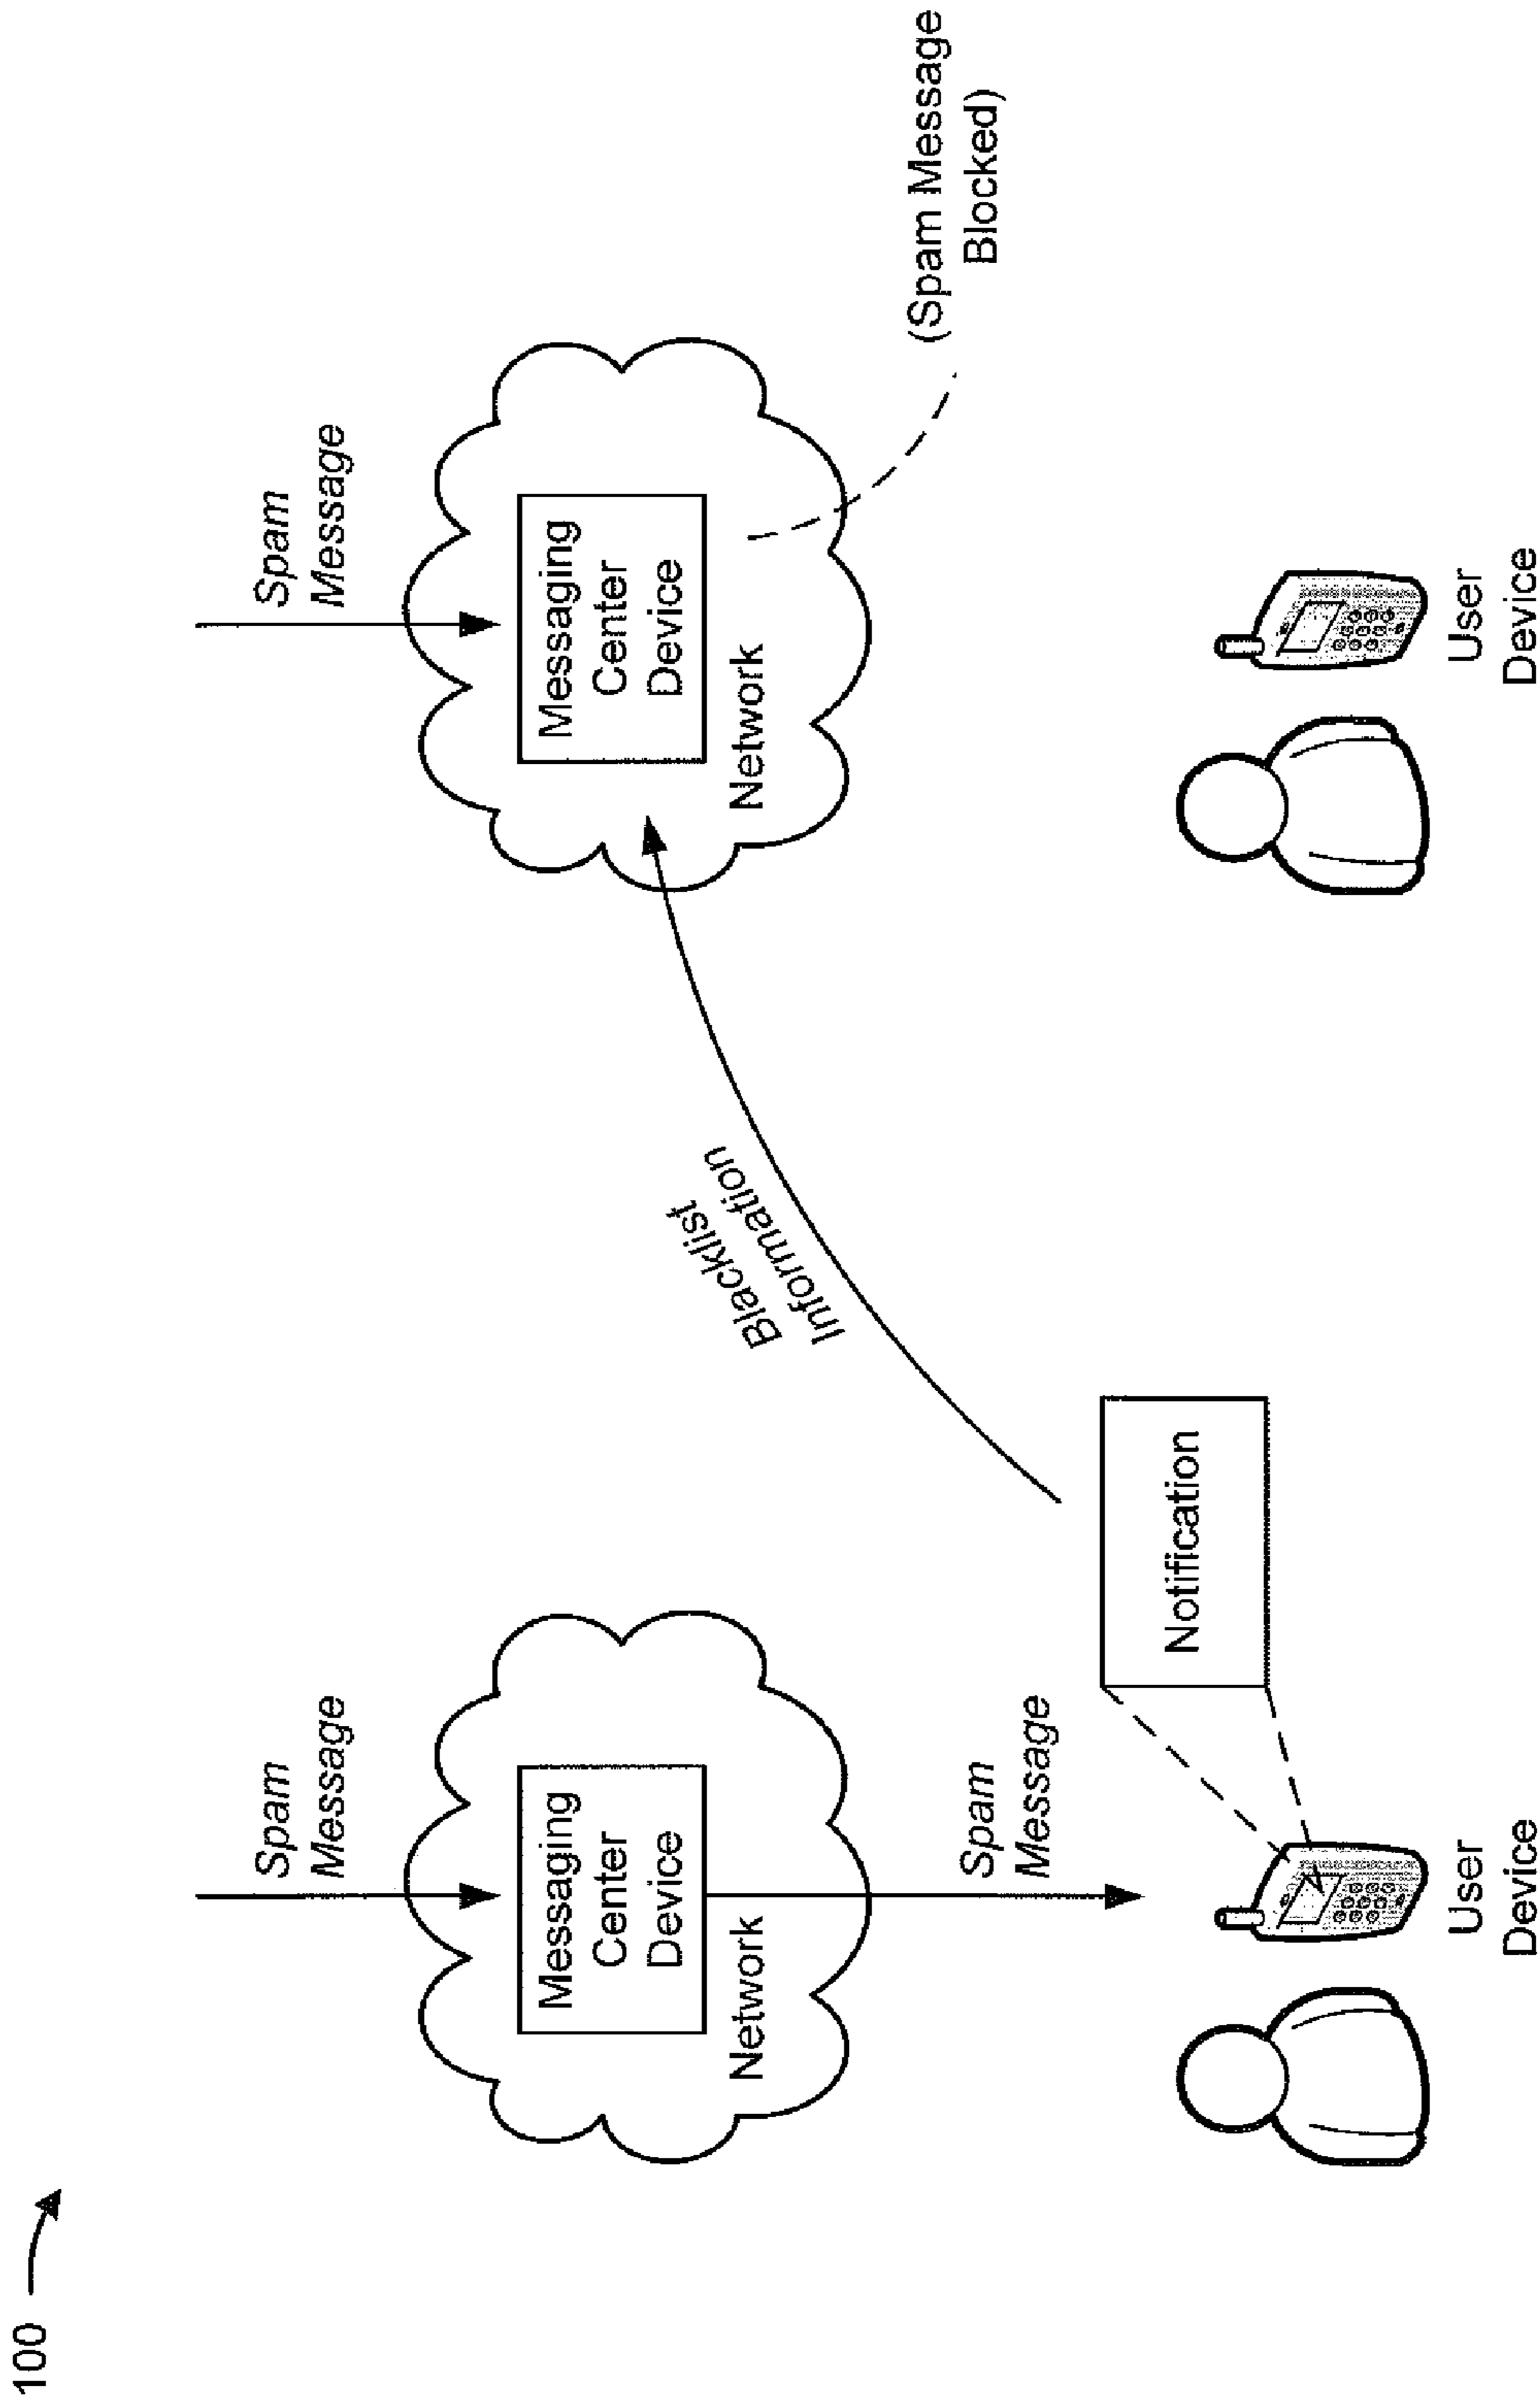 100
Spam
Message
Messaging
Center
Device
Network
Spam
Message
Notification
User
Device
Blacklist
Information
Spam
Message
Messaging
Center
Device
Network
(Spam Message
Blocked)
User
Device